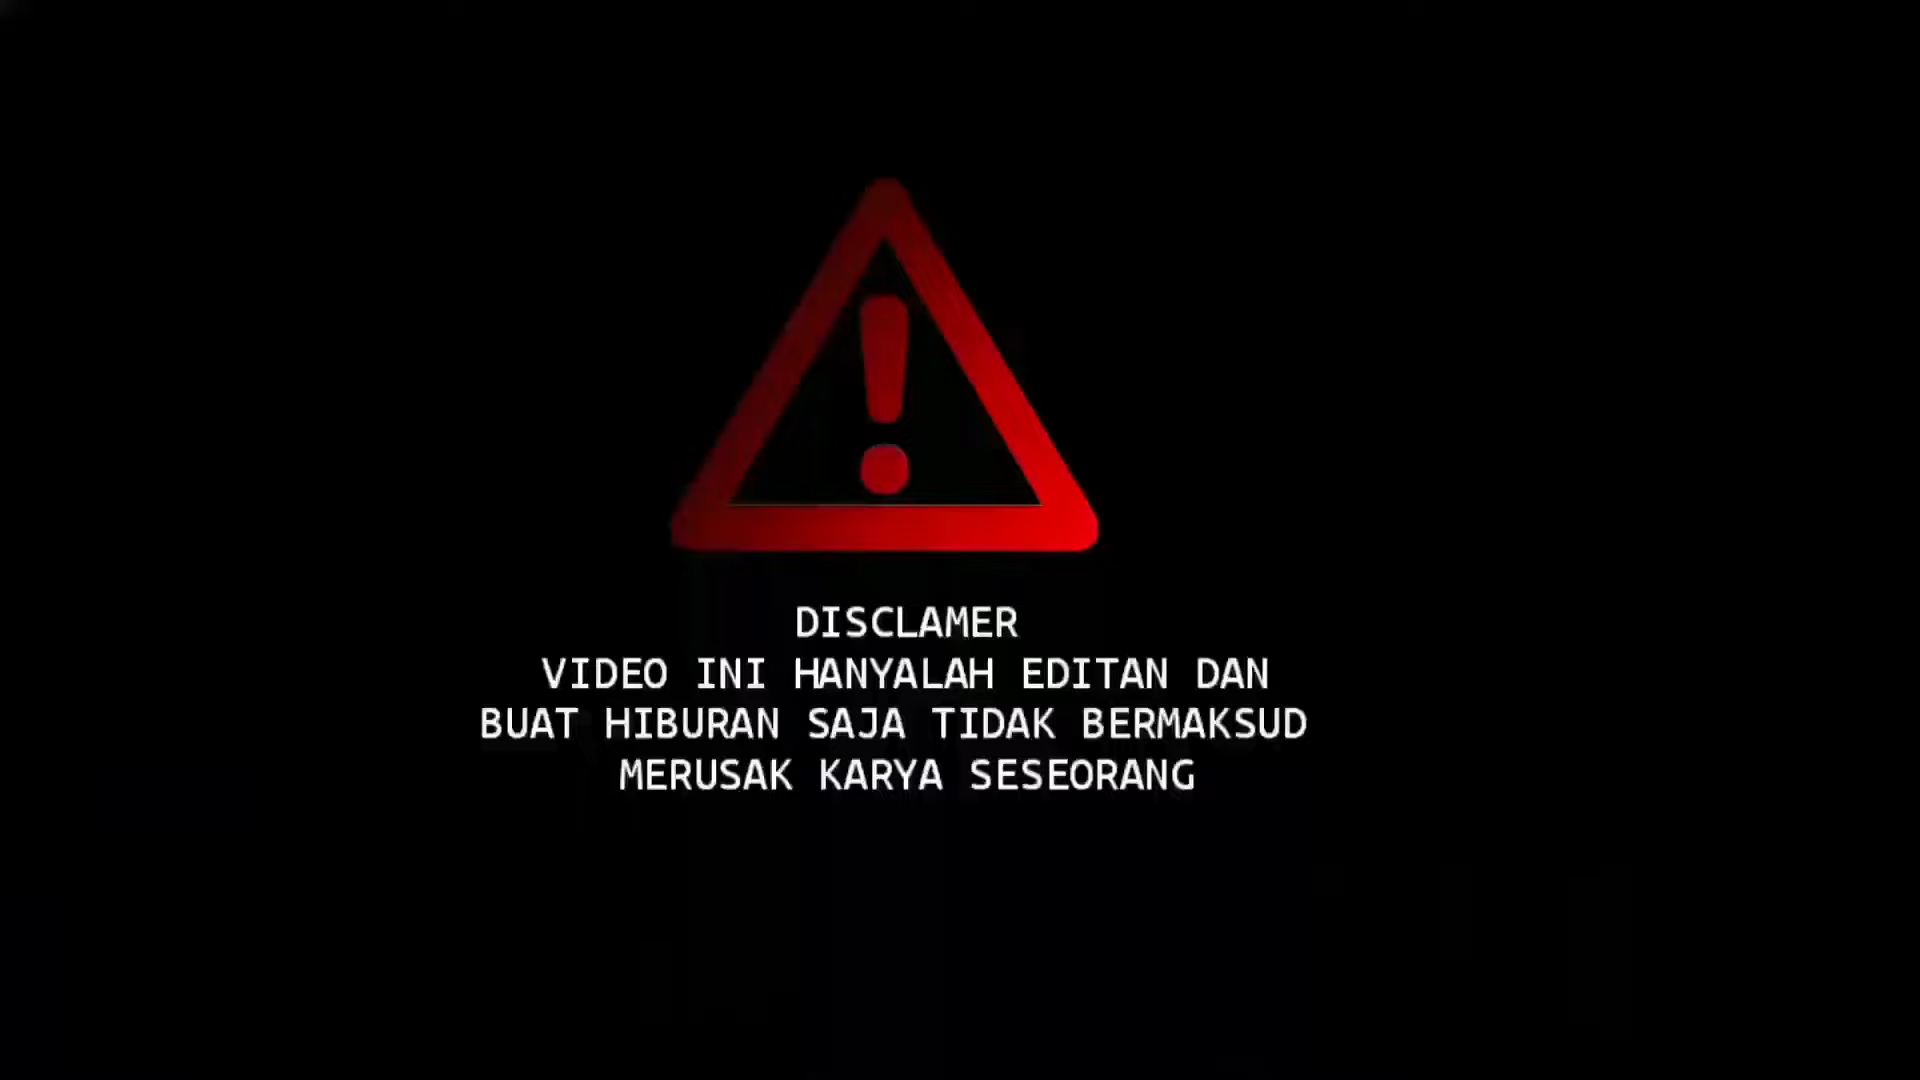 DISCLAMER
VIDEO INI HANYALAH EDITAN DAN
BUAT HIBURAN SAJA TIDAK BERMAKSUD
MERUSAK KARYA SESEORANG